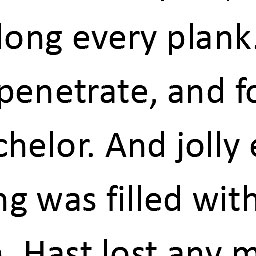 long every plank.
penetrate, and fo
chelor. And jolly e
ng was filled with
. Hast lost any m